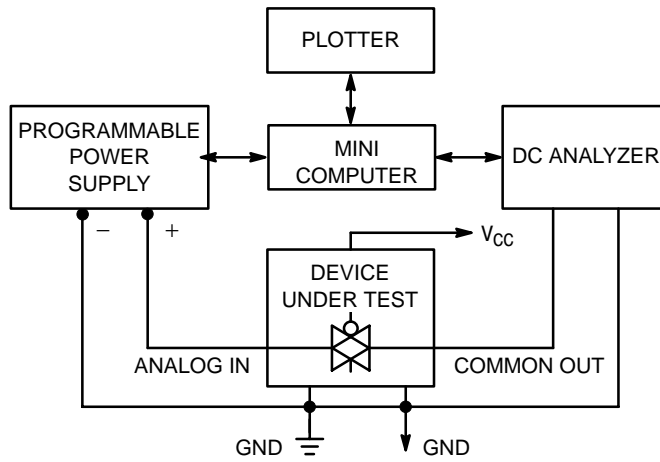 PLOTTER
PROGRAMMABLE
POWER
SUPPLY
MINI
COMPUTER
DC ANALYZER
– +
VCC
DEVICE
UNDER TEST
ANALOG IN
COMMON OUT
GND
GND